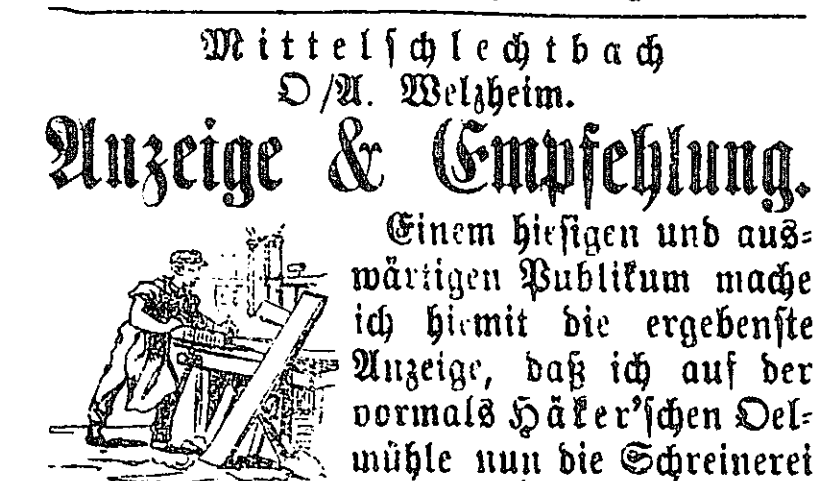 Mittelschlechtbach
O/A. Welzheim.
Anzeige & Empfehlung.
Einem hiesigen und aus-
wärtigen Publikum mache
ich hiemit die ergebenste
Anzeige, daß ich auf der
vormals Häker'schen Oel-
mühle nun die Schreinerei